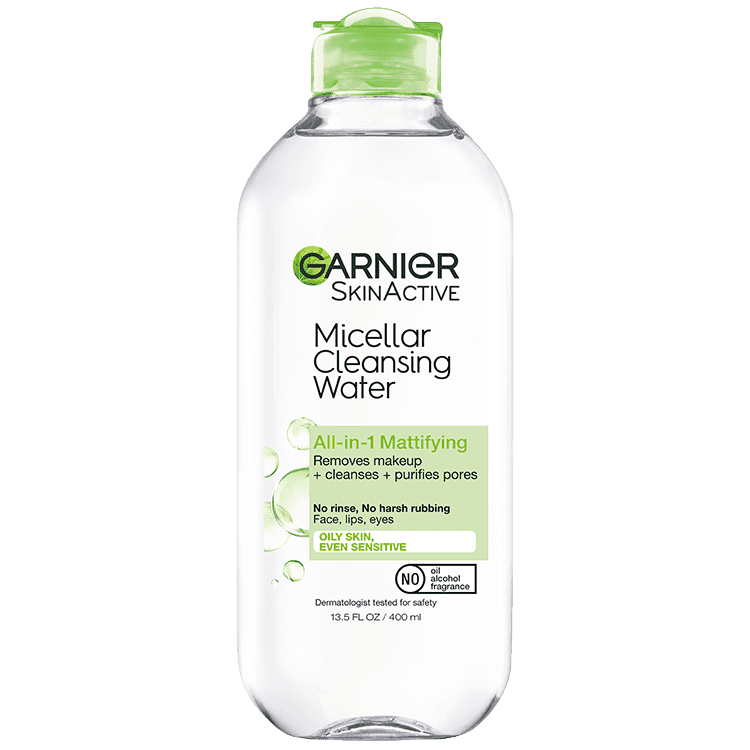 GARNIER
SKINACTIVE
Micellar
Cleansing
Water
All-in-1 Mattifying
Removes makeup
+ cleanses + purifies pores
No rinse, No harsh rubbing
Face, lips, eyes
OILY SKIN,
EVEN SENSITIVE
NO
oil
alcohol
fragrance
Dermatologist tested for safety
13.5 FL OZ / 400 ml